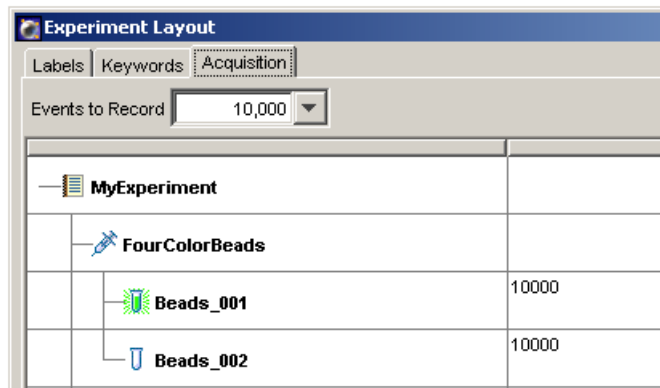 Experiment Layout
Labels Keywords Acquisition
Events to Record 10,000
MyExperiment
FourColorBeads
Beads_001 10000
Beads_002 10000